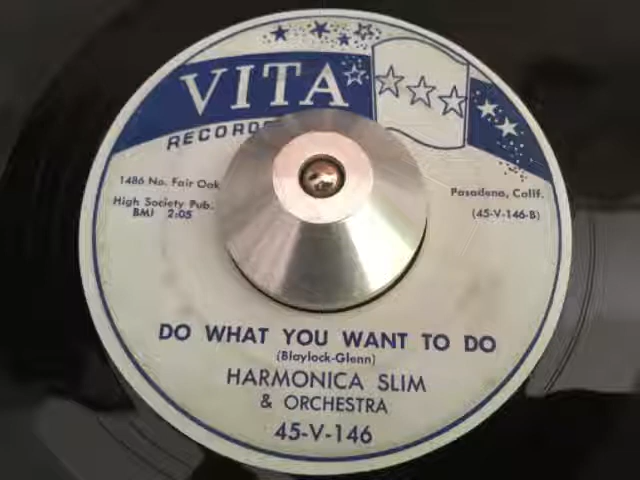 VITA
RECORDS
1486 No. Fair Oak
High Society Pub.
BMI 2:05
Pasadena, Calif.
(45-V-146-B)
DO WHAT YOU WANT TO DO
(Blaylock-Glenn)
HARMONICA SLIM
& ORCHESTRA
45-V-146